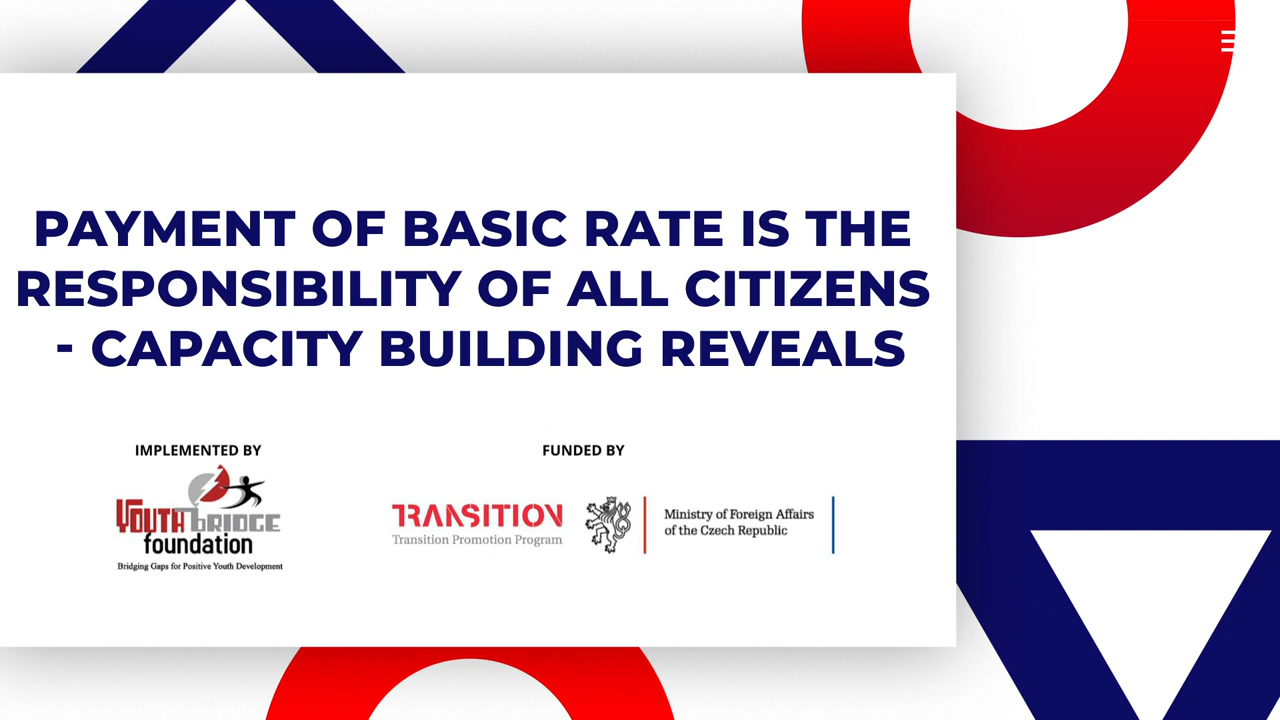 PAYMENT OF BASIC RATE IS THE
RESPONSIBILITY OF ALL CITIZENS
- CAPACITY BUILDING REVEALS
IMPLEMENTED BY
YOUTH BRIDGE
foundation
Bridging Gaps for Positive Youth Development
FUNDED BY
TRANSITION
Transition Promotion Program
Ministry of Foreign Affairs
of the Czech Republic